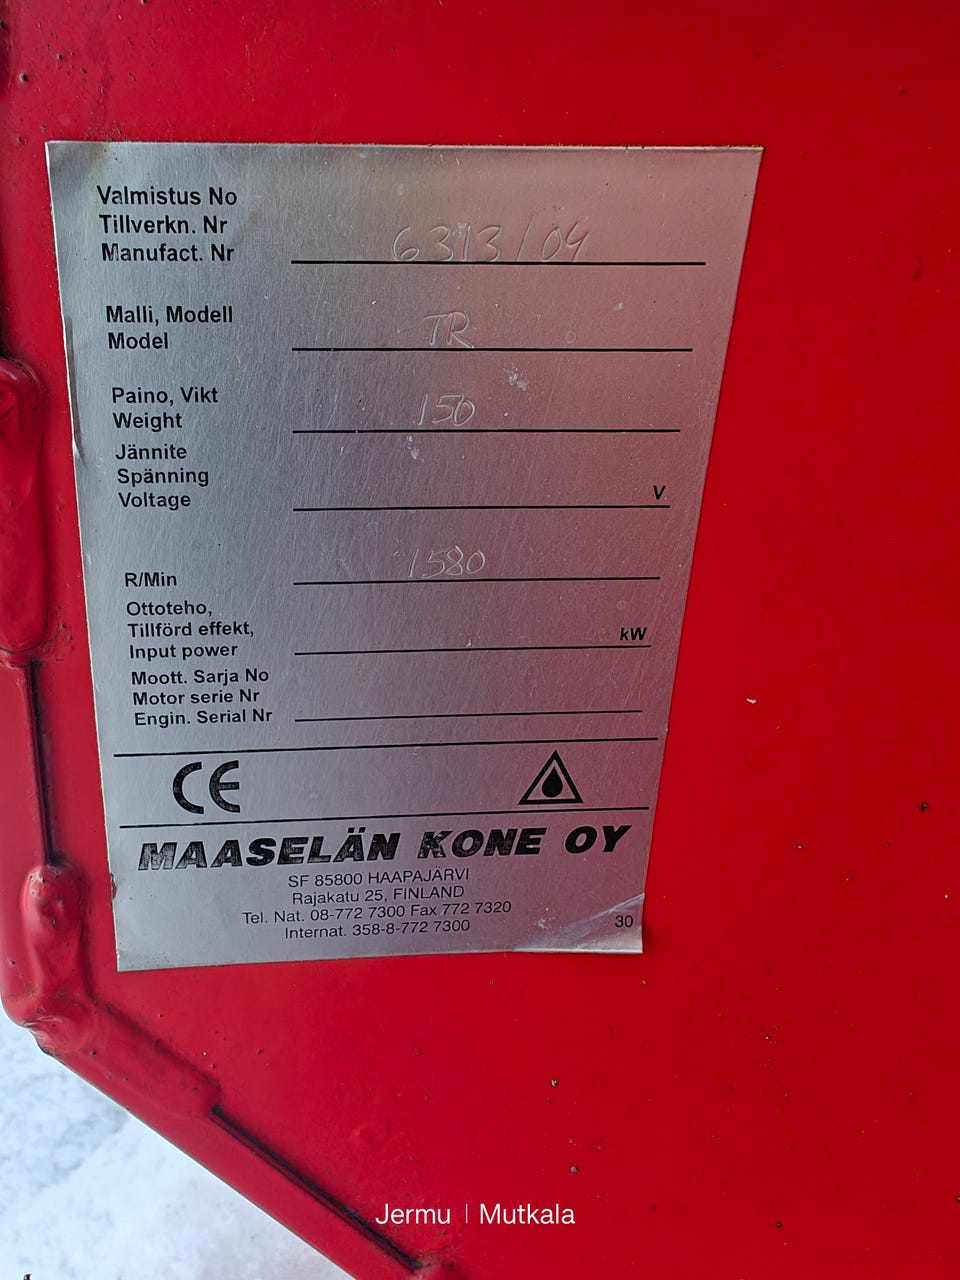 Valmistus No
Tillverkn. Nr
Manufact. Nr 6313/04
Malli, Modell
Model TR
Paino, Vikt
Weight 150
Jännite
Spänning
Voltage V
R/Min 1580
Ottoteho,
Tillförd effekt,
Input power kW
Moott. Sarja No
Motor serie Nr
Engin. Serial Nr
CE
MAASELÄN KONE OY
SF 85800 HAAPAJÄRVI
Rajakatu 25, FINLAND
Tel. Nat. 08-772 7300 Fax 772 7320
Internat. 358-8-772 7300
30
Jermu | Mutkala